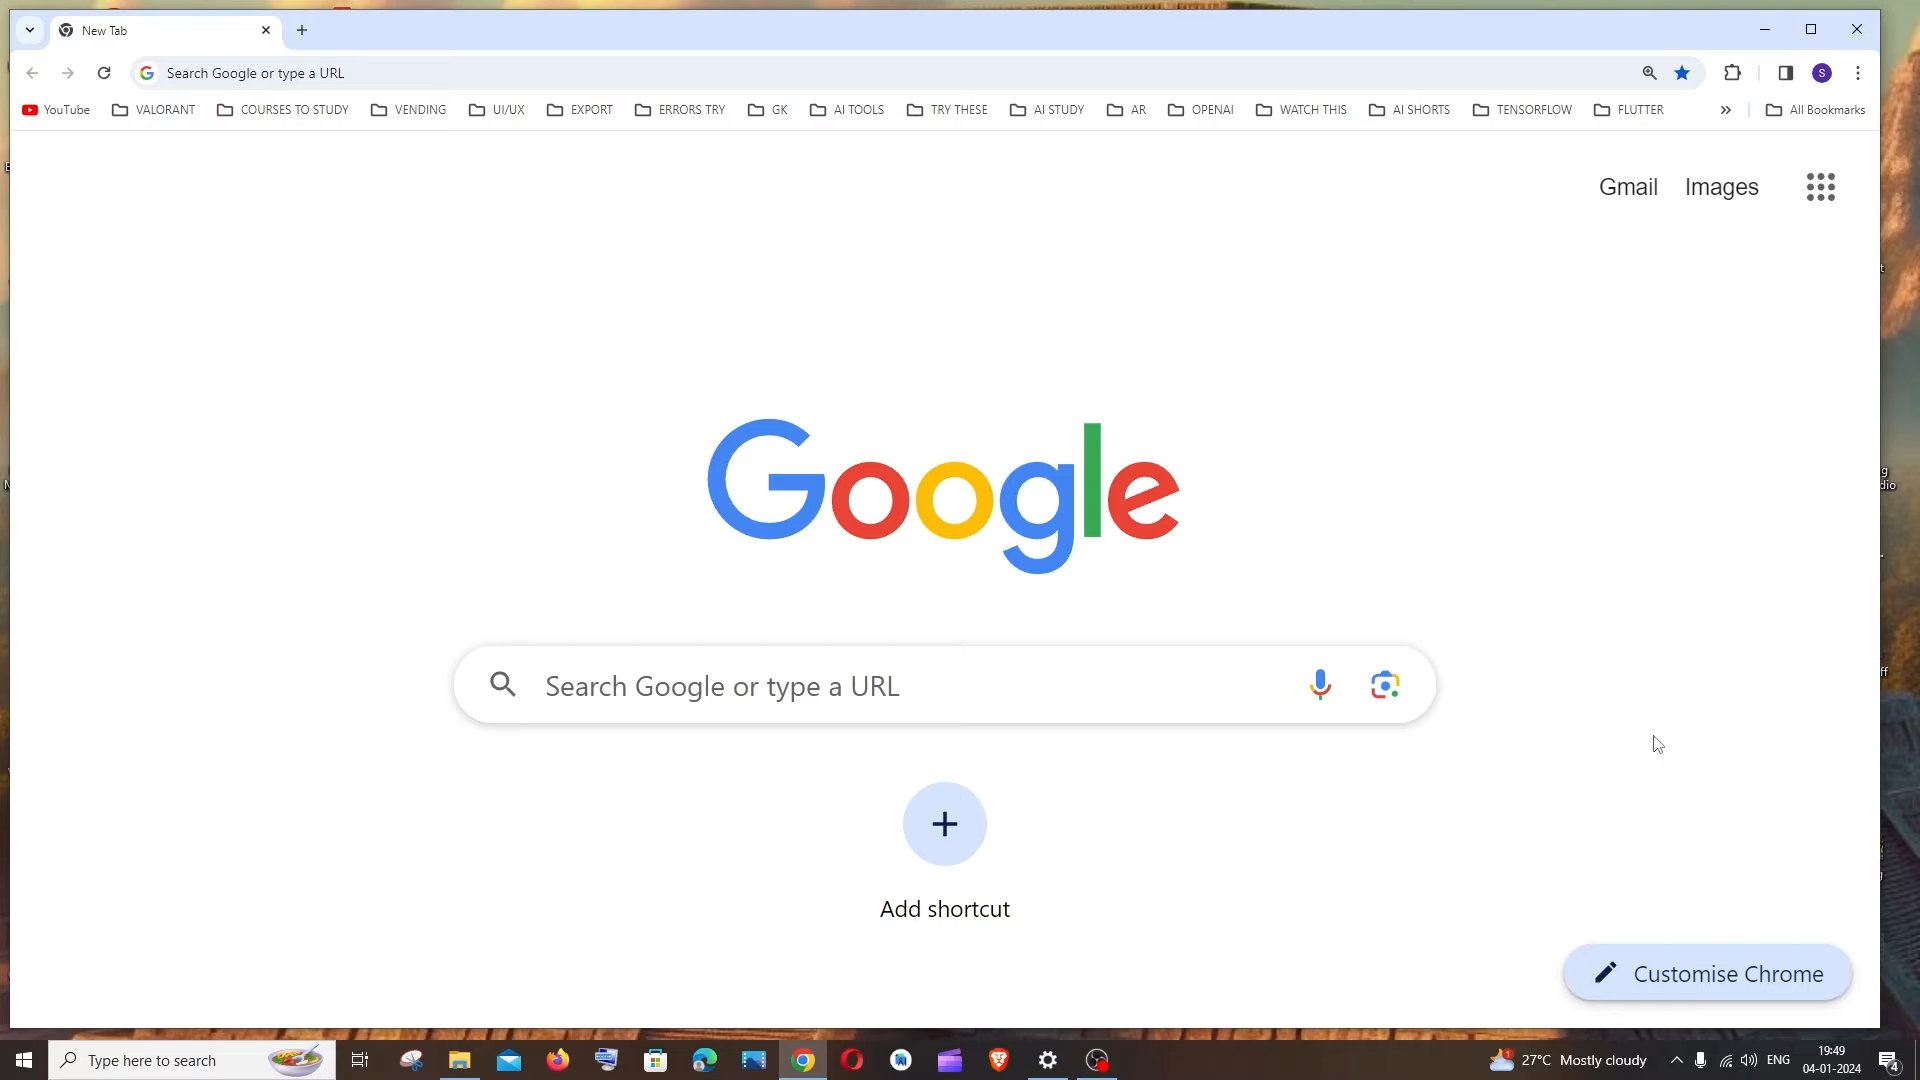 New Tab
Search Google or type a URL
YouTube VALORANT COURSES TO STUDY VENDING UI/UX EXPORT ERRORS TRY GK AI TOOLS TRY THESE AI STUDY AR OPENAI WATCH THIS AI SHORTS TENSORFLOW FLUTTER » All Bookmarks
Gmail Images
Google
Search Google or type a URL
Add shortcut
Customise Chrome
Type here to search
27°C Mostly cloudy
ENG
19:49
04-01-2024
4